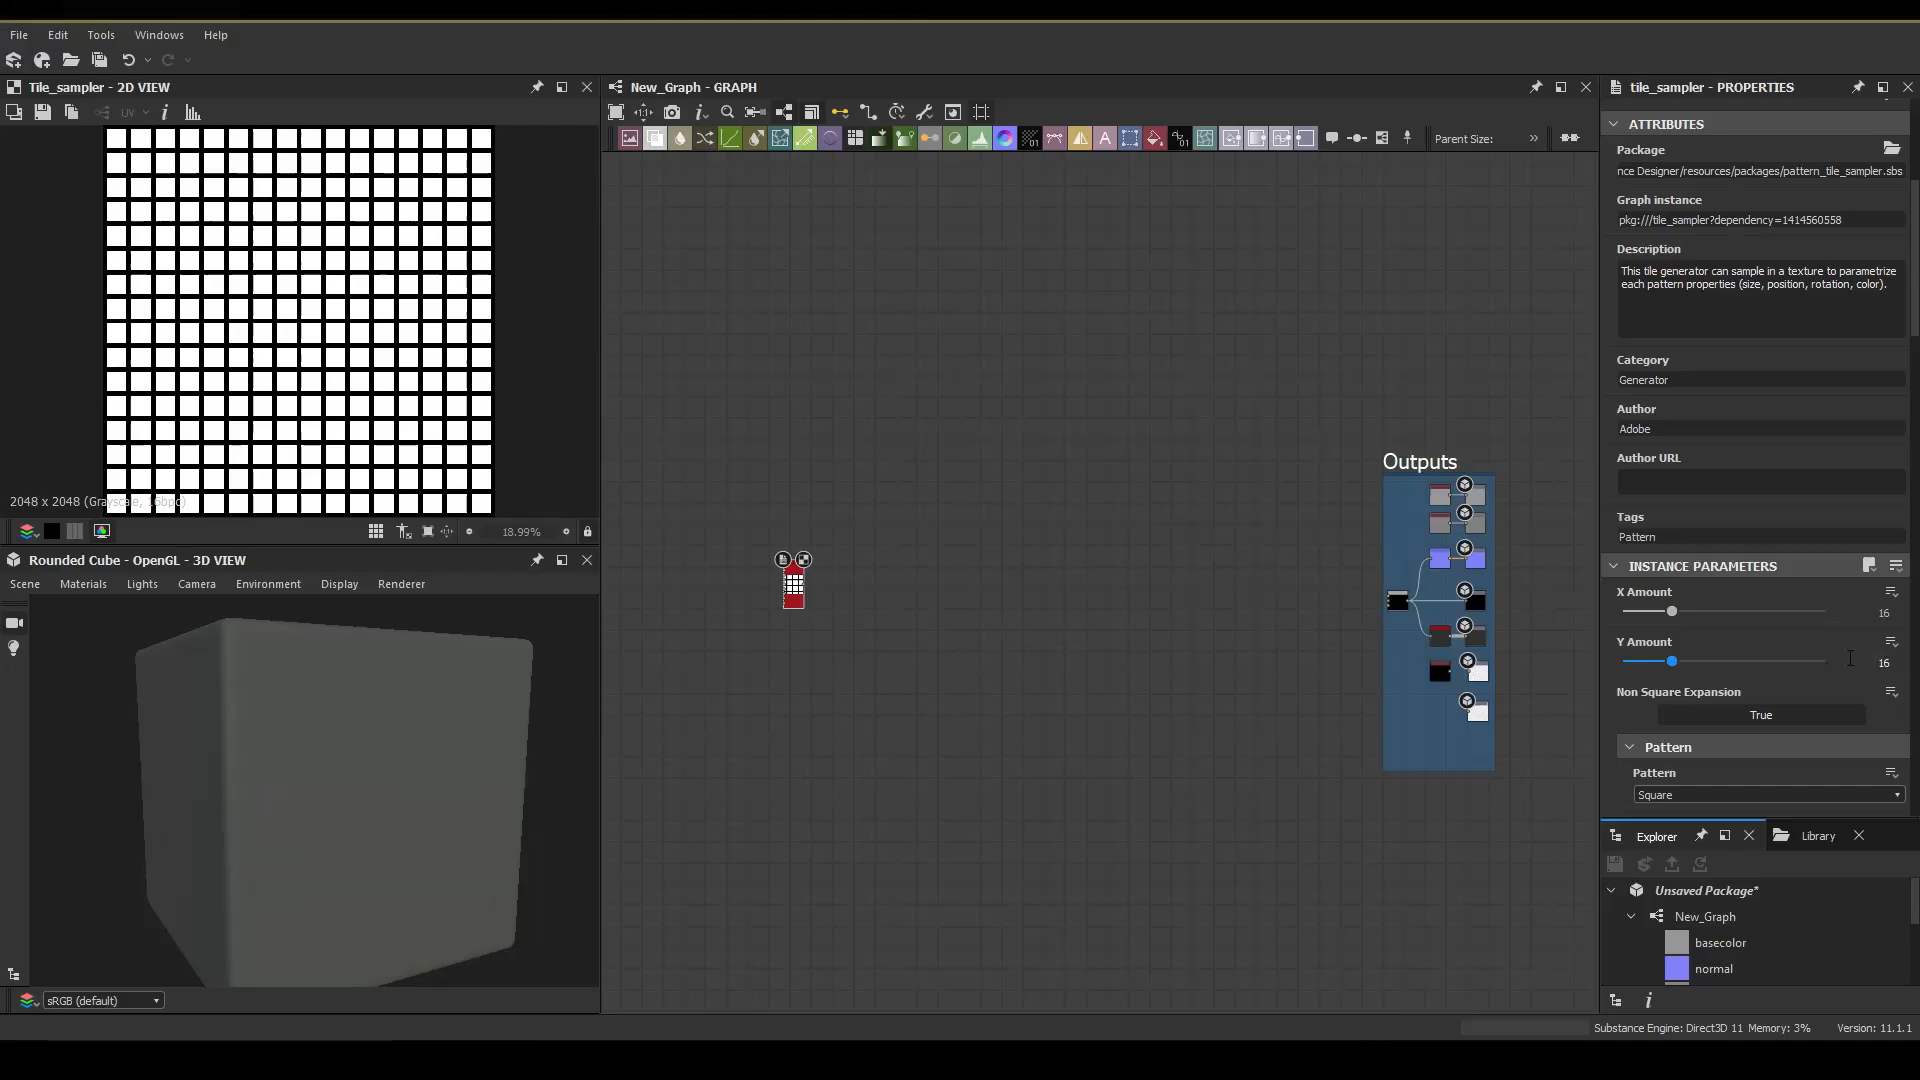 File Edit Tools Windows Help
Tile_sampler - 2D VIEW
UV
2048 x 2048 (Grayscale, 16bpc)
18.99%
Rounded Cube - OpenGL - 3D VIEW
Scene Materials Lights Camera Environment Display Renderer
sRGB (default)
New_Graph - GRAPH
Parent Size:
Outputs
tile_sampler - PROPERTIES
ATTRIBUTES
Package
nce Designer/resources/packages/pattern_tile_sampler.sbs
Graph instance
pkg:///tile_sampler?dependency=1414560558
Description
This tile generator can sample in a texture to parametrize
each pattern properties (size, position, rotation, color).
Category
Generator
Author
Adobe
Author URL
Tags
Pattern
INSTANCE PARAMETERS
X Amount
16
Y Amount
16
Non Square Expansion
True
Pattern
Pattern
Square
Explorer Library
Unsaved Package*
New_Graph
basecolor
normal
Substance Engine: Direct3D 11 Memory: 3% Version: 11.1.1